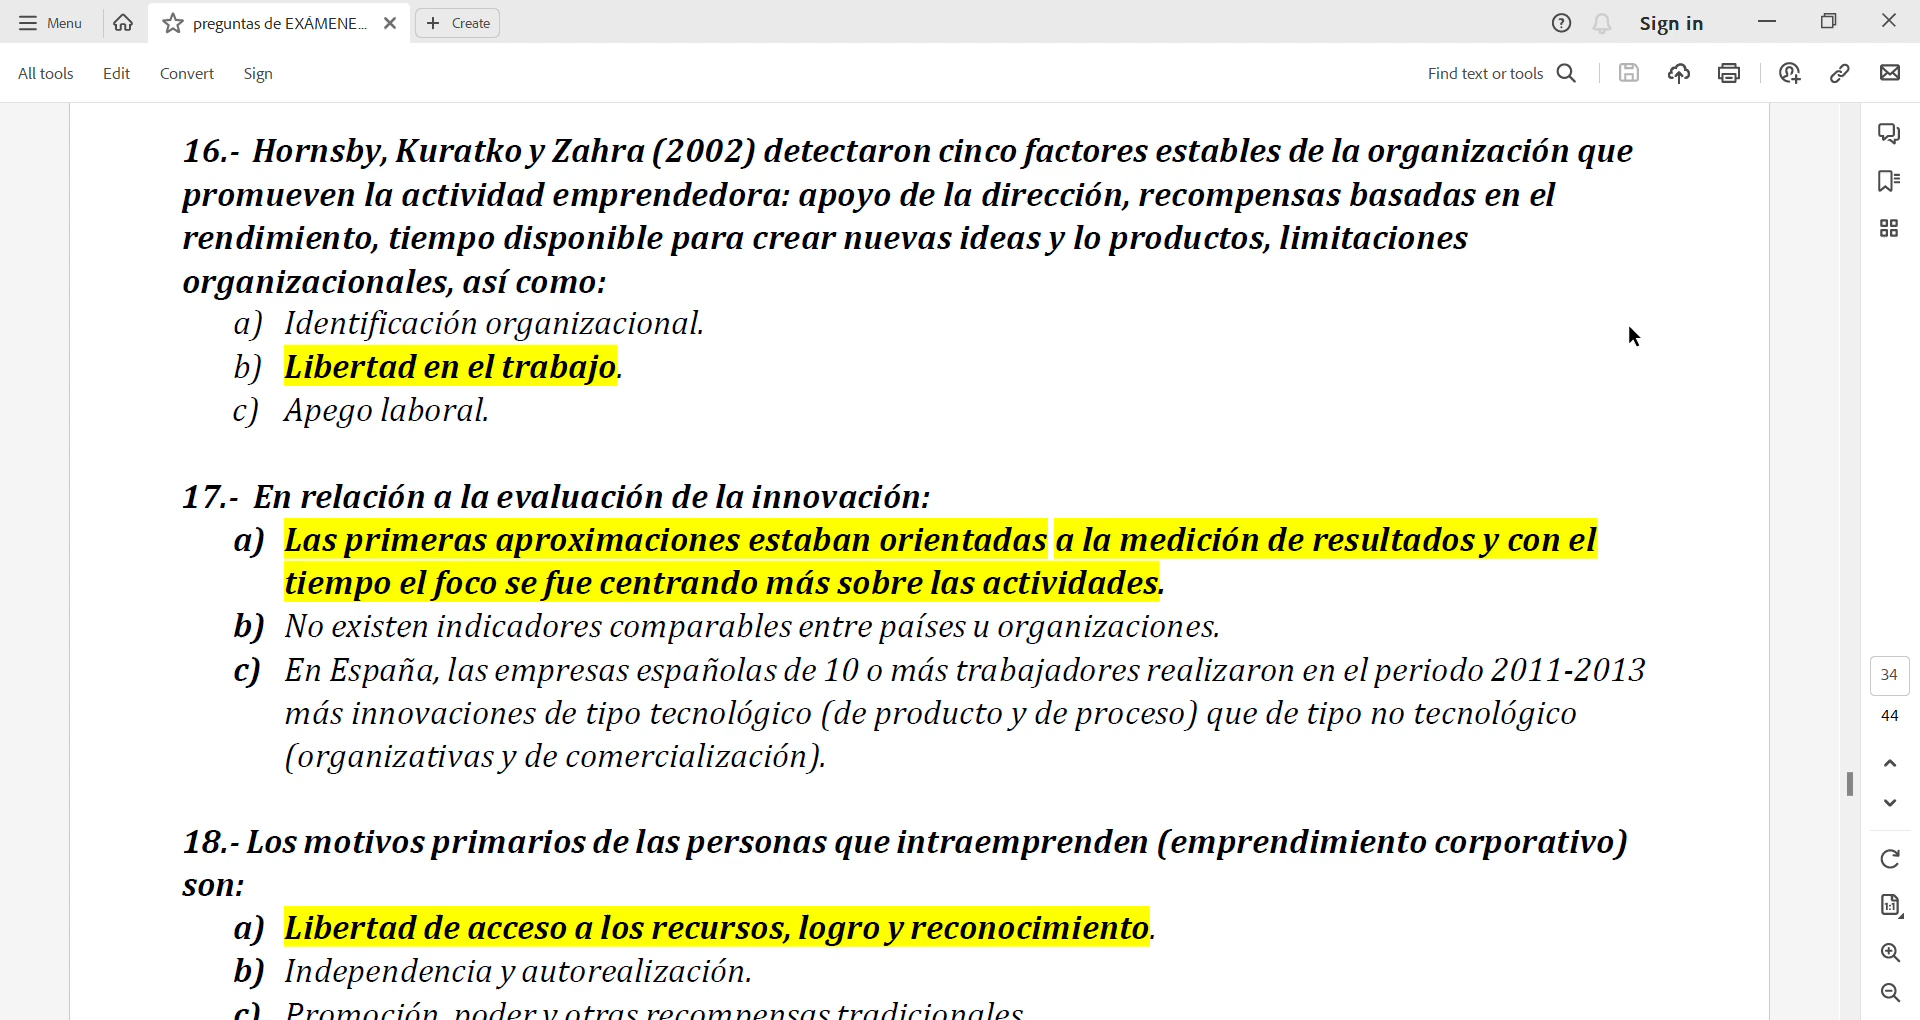 Menu
preguntas de EXÁMENE...
Create
Sign in
All tools
Edit
Convert
Sign
Find text or tools
16.- Hornsby, Kuratko y Zahra (2002) detectaron cinco factores estables de la organización que
promueven la actividad emprendedora: apoyo de la dirección, recompensas basadas en el
rendimiento, tiempo disponible para crear nuevas ideas y lo productos, limitaciones
organizacionales, así como:
a) Identificación organizacional.
b) Libertad en el trabajo.
c) Apego laboral.
17.- En relación a la evaluación de la innovación:
a) Las primeras aproximaciones estaban orientadas a la medición de resultados y con el
tiempo el foco se fue centrando más sobre las actividades.
b) No existen indicadores comparables entre países u organizaciones.
c) En España, las empresas españolas de 10 o más trabajadores realizaron en el periodo 2011-2013
más innovaciones de tipo tecnológico (de producto y de proceso) que de tipo no tecnológico
(organizativas y de comercialización).
18.- Los motivos primarios de las personas que intraemprenden (emprendimiento corporativo)
son:
a) Libertad de acceso a los recursos, logro y reconocimiento.
b) Independencia y autorealización.
c) Promoción, poder y otras recompensas tradicionales
34
44